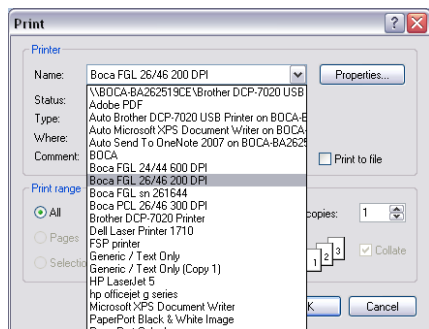 Print
Printer
Name: Boca FGL 26/46 200 DPI Properties...
Status: \\BOCA-BA262519CE\Brother DCP-7020 USB
Adobe PDF
Type: Auto Brother DCP-7020 USB Printer on BOCA-B
Auto Microsoft XPS Document Writer on BOCA-
Where: Auto Send To OneNote 2007 on BOCA-BA262
Comment: BOCA Print to file
Boca FGL 24/44 600 DPI
Print range Boca FGL 26/46 200 DPI
Boca FGL sn 261644
All Boca PCL 26/46 300 DPI copies: 1
Brother DCP-7020 Printer
Pages Dell Laser Printer 1710
FSP printer
Generic / Text Only 1 2 3 Collate
Selectio Generic / Text Only (Copy 1)
HP LaserJet 5
hp officejet g series
Microsoft XPS Document Writer K Cancel
PaperPort Black & White Image